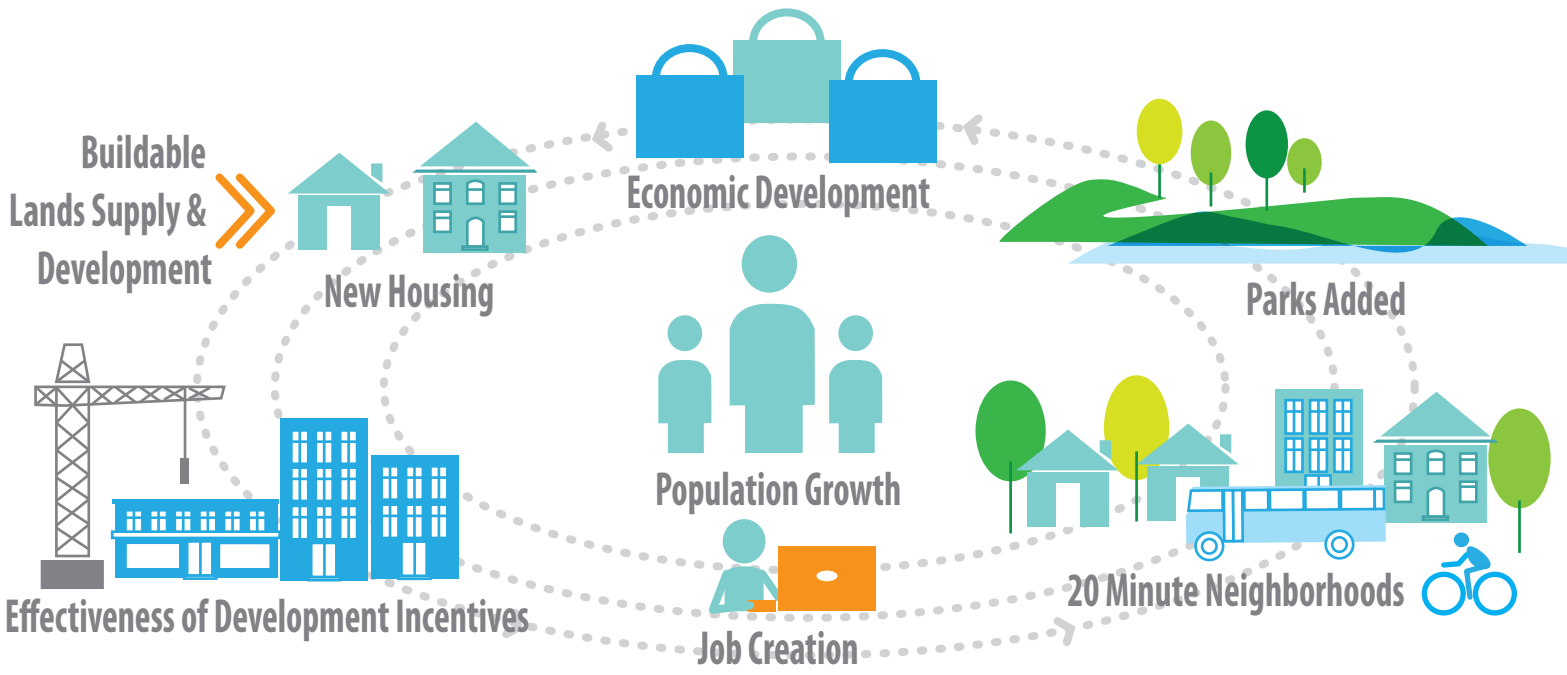 Economic Development
Buildable
Lands Supply &
Development
New Housing
Parks Added
Population Growth
Effectiveness of Development Incentives
Job Creation
20 Minute Neighborhoods